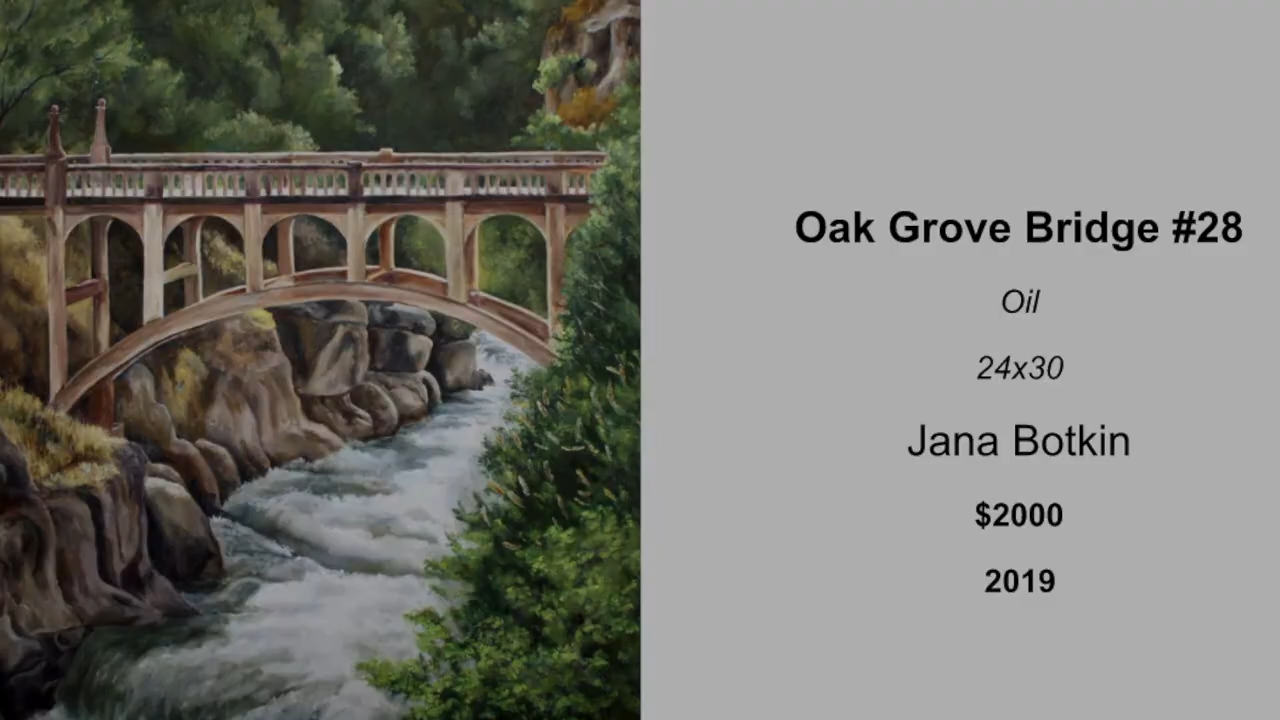 Oak Grove Bridge #28
Oil
24x30
Jana Botkin
$2000
2019